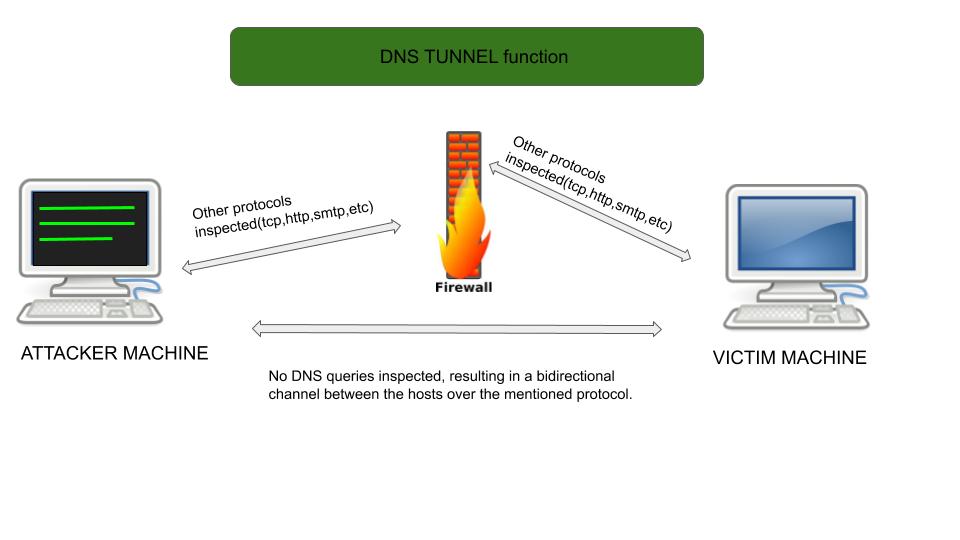 DNS TUNNEL function
Other protocols
inspected(tcp,http,smtp,etc)
Other protocols
inspected(tcp,http,smtp,etc)
Firewall
ATTACKER MACHINE
VICTIM MACHINE
No DNS queries inspected, resulting in a bidirectional
channel between the hosts over the mentioned protocol.